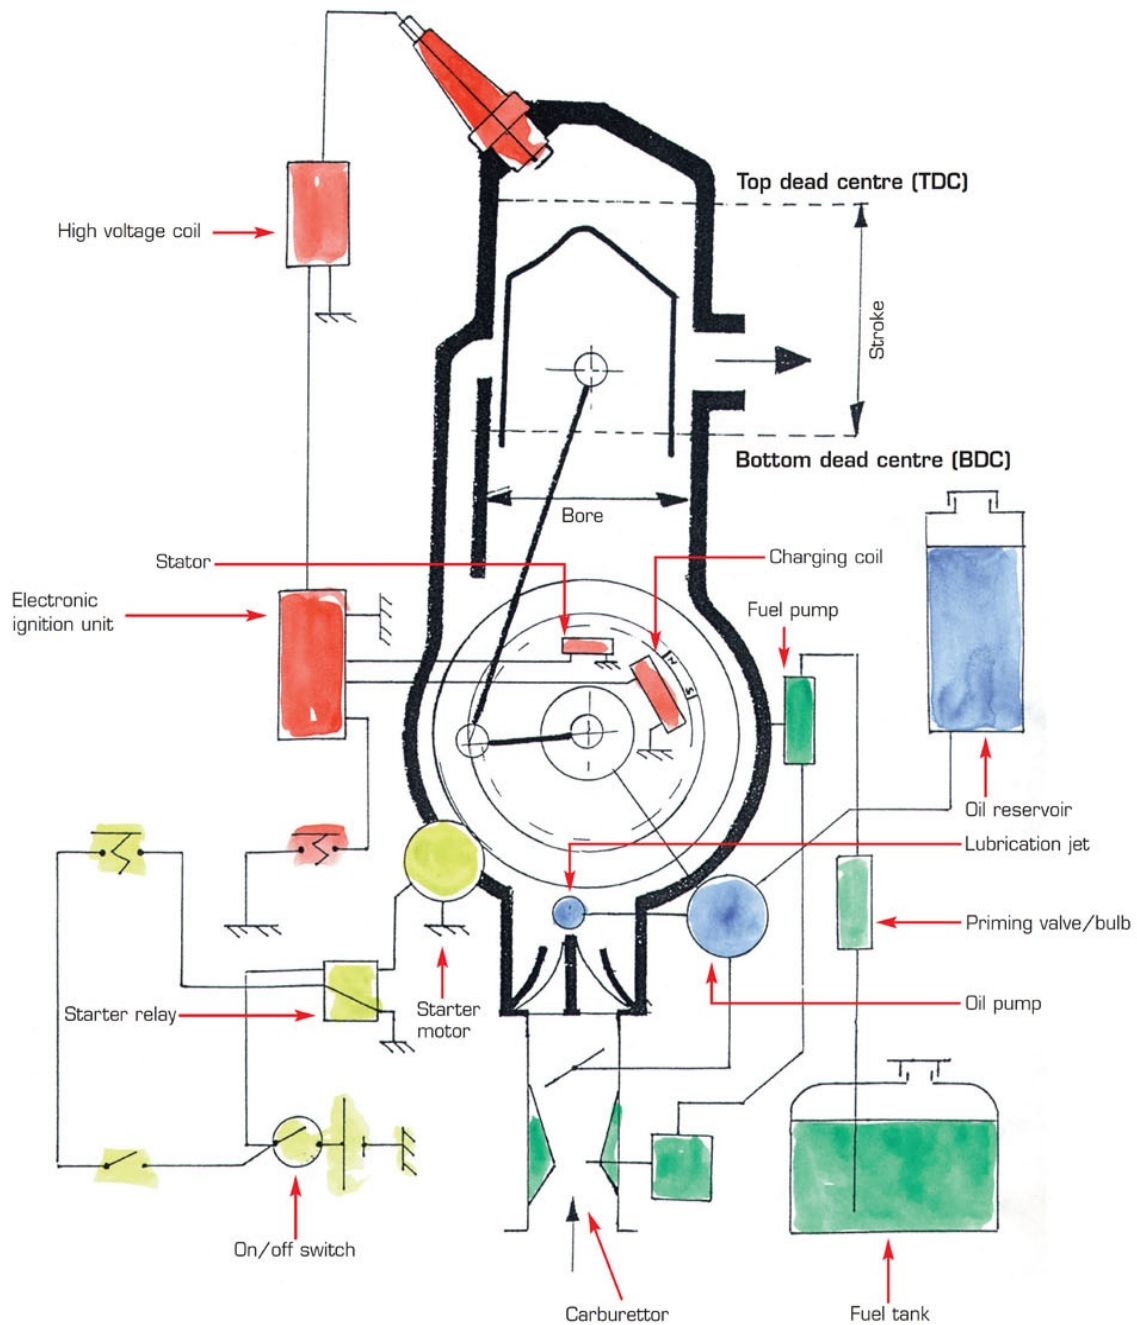 Top dead centre (TDC)
High voltage coil
Stroke
Bottom dead centre (BDC)
Bore
Stator
Charging coil
Electronic
ignition unit
Fuel pump
N
S
Oil reservoir
Lubrication jet
Priming valve/bulb
Oil pump
Starter relay
Starter
motor
On/off switch
Carburettor
Fuel tank